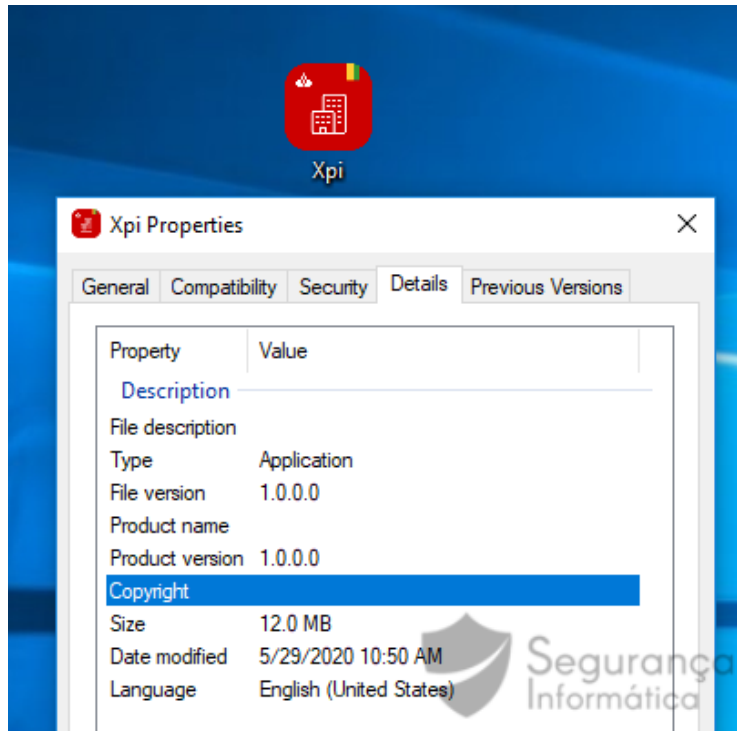 Xpi
Xpi Properties
General Compatibility Security Details Previous Versions
Property Value
Description
File description
Type Application
File version 1.0.0.0
Product name
Product version 1.0.0.0
Copyright
Size 12.0 MB
Date modified 5/29/2020 10:50 AM
Language English (United States)
Segurança
Informática